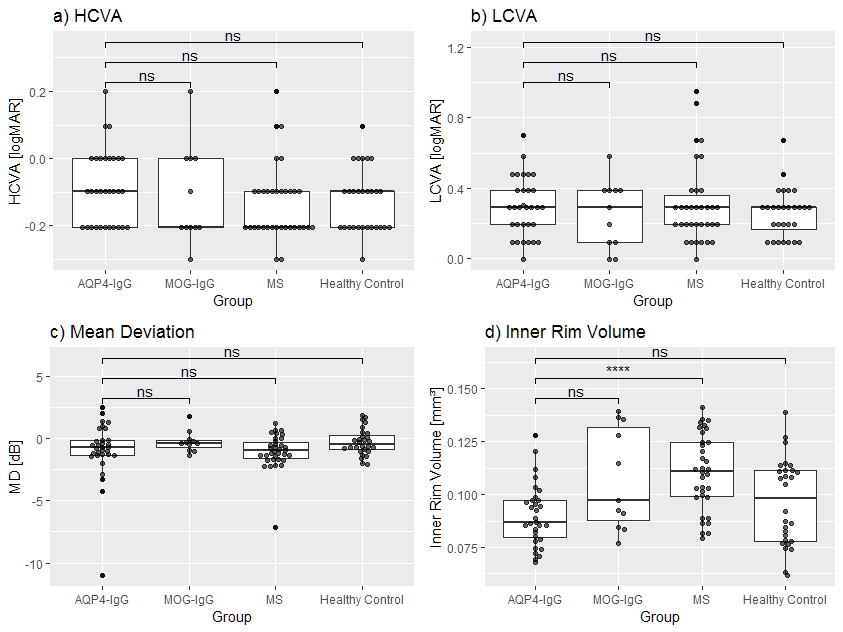 a) HCVA
ns
ns
ns
HCVA [logMAR]
0.2
0.0
-0.2
AQP4-IgG MOG-IgG MS Healthy Control
Group
b) LCVA
ns
ns
ns
LCVA [logMAR]
1.2
0.8
0.4
0.0
AQP4-IgG MOG-IgG MS Healthy Control
Group
c) Mean Deviation
ns
ns
ns
MD [dB]
5
0
-5
-10
AQP4-IgG MOG-IgG MS Healthy Control
Group
d) Inner Rim Volume
ns
****
ns
Inner Rim Volume [mm³]
0.150
0.125
0.100
0.075
AQP4-IgG MOG-IgG MS Healthy Control
Group